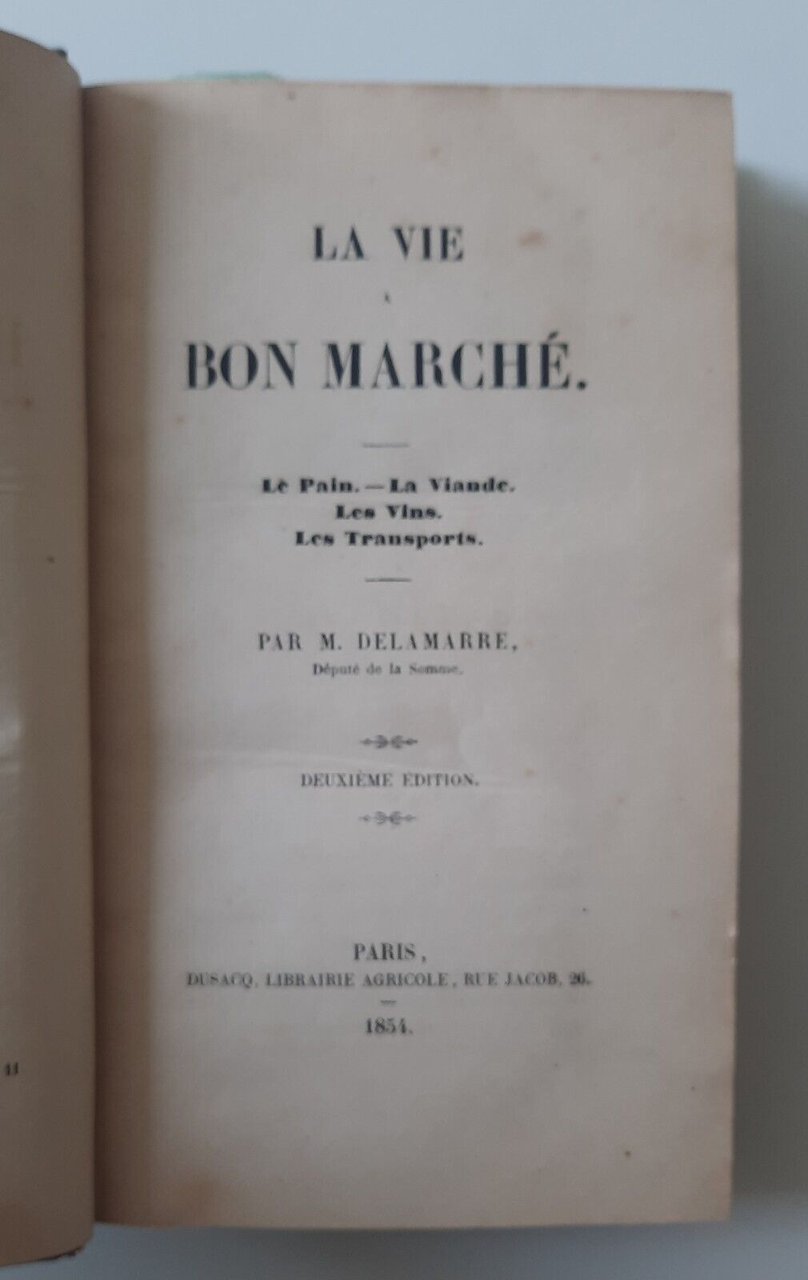 LA VIE
A
BON MARCHÉ.
Le Pain. — La Viande.
Les Vins.
Les Transports.
PAR M. DELAMARRE,
Député de la Somme.
DEUXIÈME ÉDITION.
PARIS,
DUSACQ, LIBRAIRIE AGRICOLE, RUE JACOB, 26.
1854.